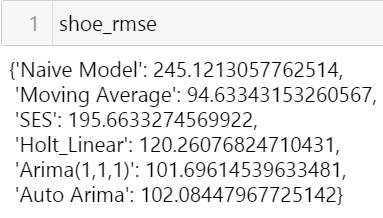 1 shoe_rmse
{'Naive Model': 245.1213057762514,
'Moving Average': 94.63343153260567,
'SES': 195.6633274569922,
'Holt_Linear': 120.26076824710431,
'Arima(1,1,1)': 101.69614539633481,
'Auto Arima': 102.08447967725142}